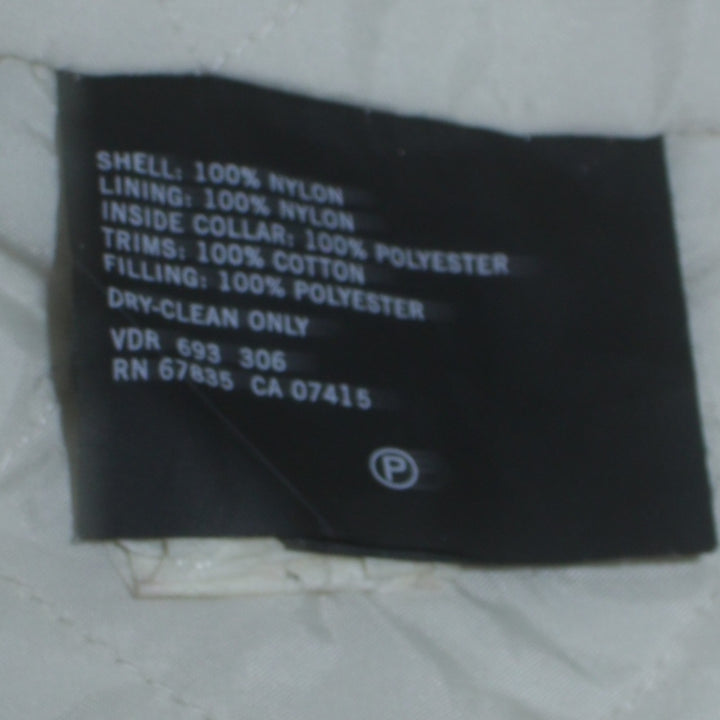 SHELL: 100% NYLON
LINING: 100% NYLON
INSIDE COLLAR: 100% POLYESTER
TRIMS: 100% COTTON
FILLING: 100% POLYESTER
DRY-CLEAN ONLY
VDR 693 306
RN 67835 CA 07415
P